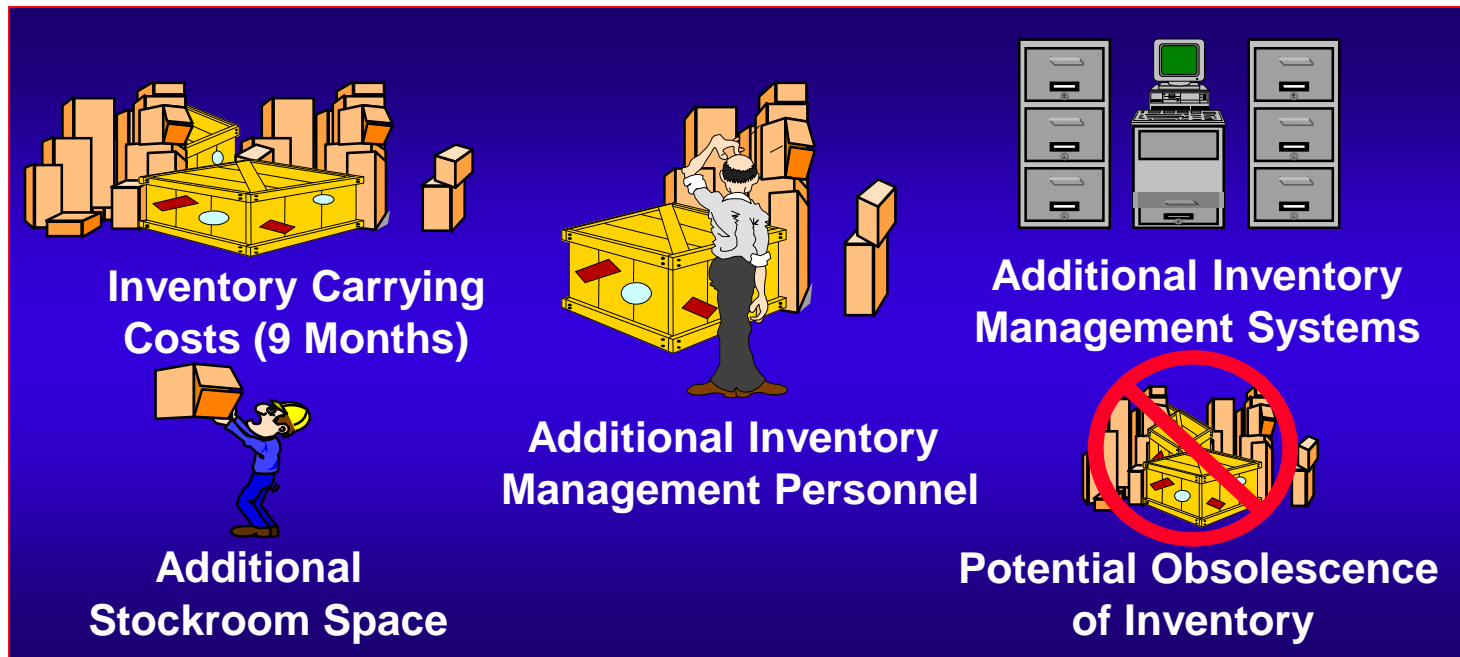 Inventory Carrying
Costs (9 Months)
Additional Inventory
Management Personnel
Additional Inventory
Management Systems
Additional
Stockroom Space
Potential Obsolescence
of Inventory